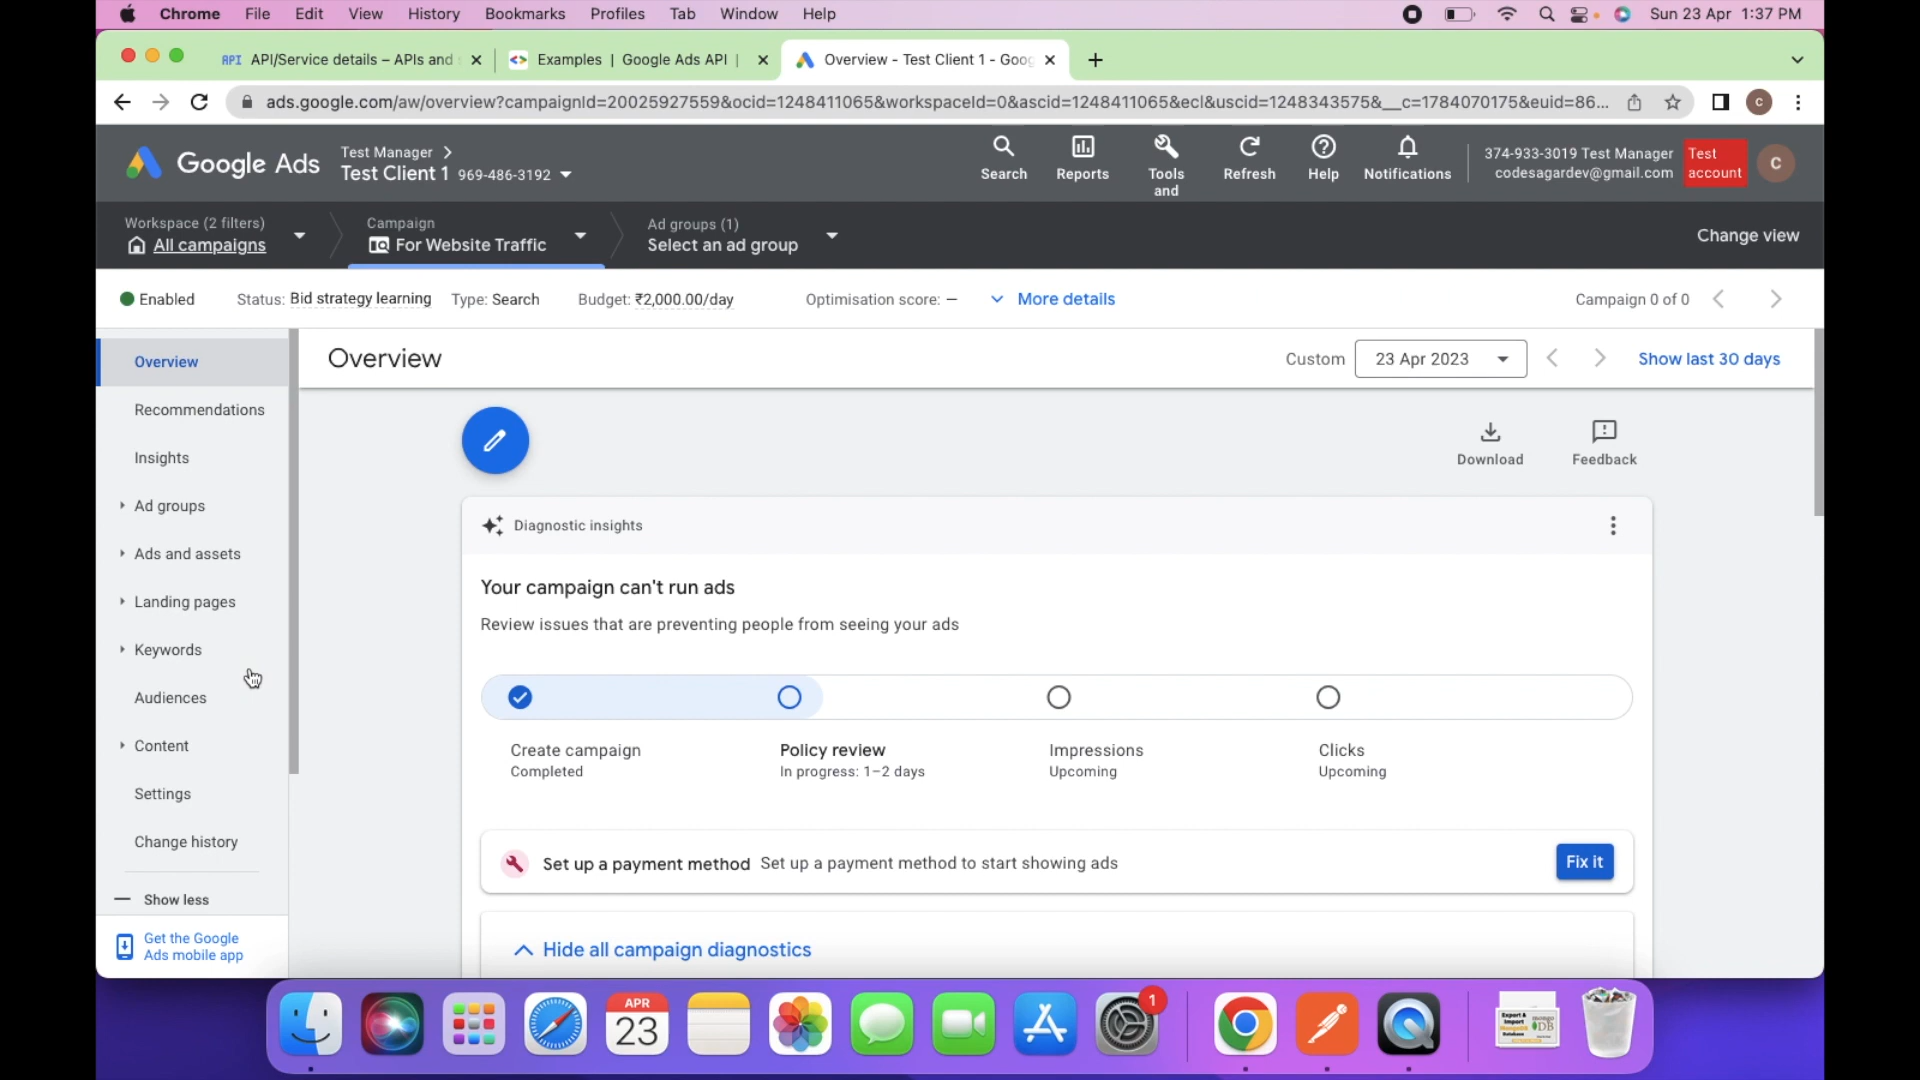 Chrome File Edit View History Bookmarks Profiles Tab Window Help Sun 23 Apr 1:37 PM
API API/Service details – APIs and Examples | Google Ads API | Overview - Test Client 1 - Goog
ads.google.com/aw/overview?campaignId=20025927559&ocid=1248411065&workspaceId=0&ascid=1248411065&ecl&uscid=1248343575&__c=1784070175&euid=86... C
Google Ads
Test Manager
Test Client 1 969-486-3192
Search
Reports
Tools
and
Refresh
Help
Notifications
374-933-3019 Test Manager
codesagardev@gmail.com
Test
account
C
Workspace (2 filters)
All campaigns
Campaign
For Website Traffic
Ad groups (1)
Select an ad group
Change view
Enabled Status: Bid strategy learning Type: Search Budget: ₹2,000.00/day Optimisation score: – More details Campaign 0 of 0
Overview
Recommendations
Insights
Ad groups
Ads and assets
Landing pages
Keywords
Audiences
Content
Settings
Change history
Show less
Get the Google
Ads mobile app
Overview
Custom 23 Apr 2023 Show last 30 days
Download
Feedback
Diagnostic insights
Your campaign can't run ads
Review issues that are preventing people from seeing your ads
Create campaign
Completed
Policy review
In progress: 1–2 days
Impressions
Upcoming
Clicks
Upcoming
Set up a payment method Set up a payment method to start showing ads Fix it
Hide all campaign diagnostics
APR
23
1
Export &
Import
MongoDB
Database
mongo
DB